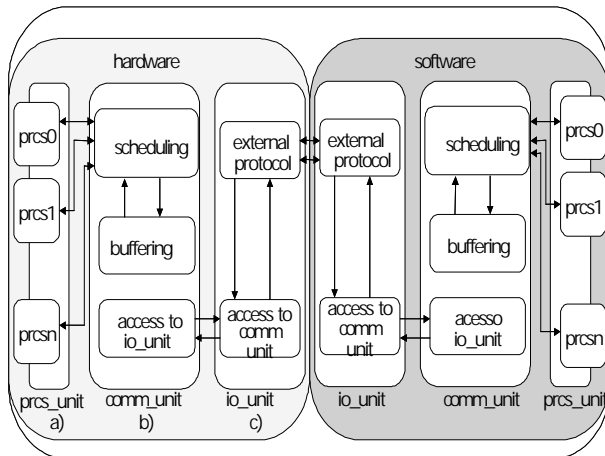 hardware
software
prcs0
scheduling
external
protocol
external
protocol
scheduling
prcs0
prcs1
prcs1
buffering
buffering
prcsn
access to
io_unit
access to
comm
unit
access to
comm
unit
acesso
io_unit
prcsn
prcs_unit
comm_unit
io_unit
io_unit
comm_unit
prcs_unit
a)
b)
c)